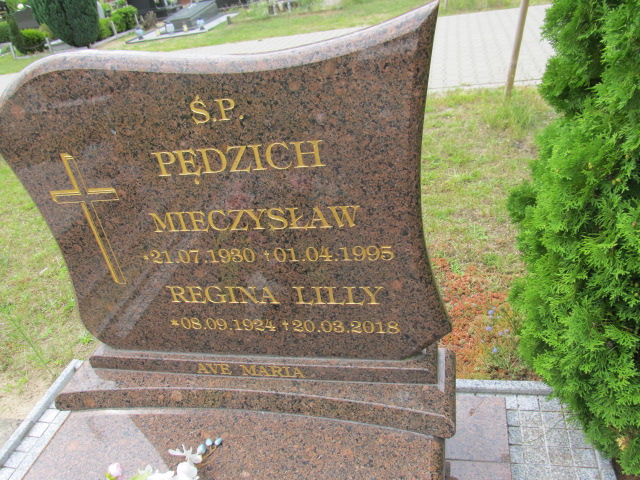 Ś.P.
PĘDZICH
MIECZYSŁAW
*21.07.1930 †01.04.1995
REGINA LILLY
*08.09.1924 †20.03.2018
AVE MARIA